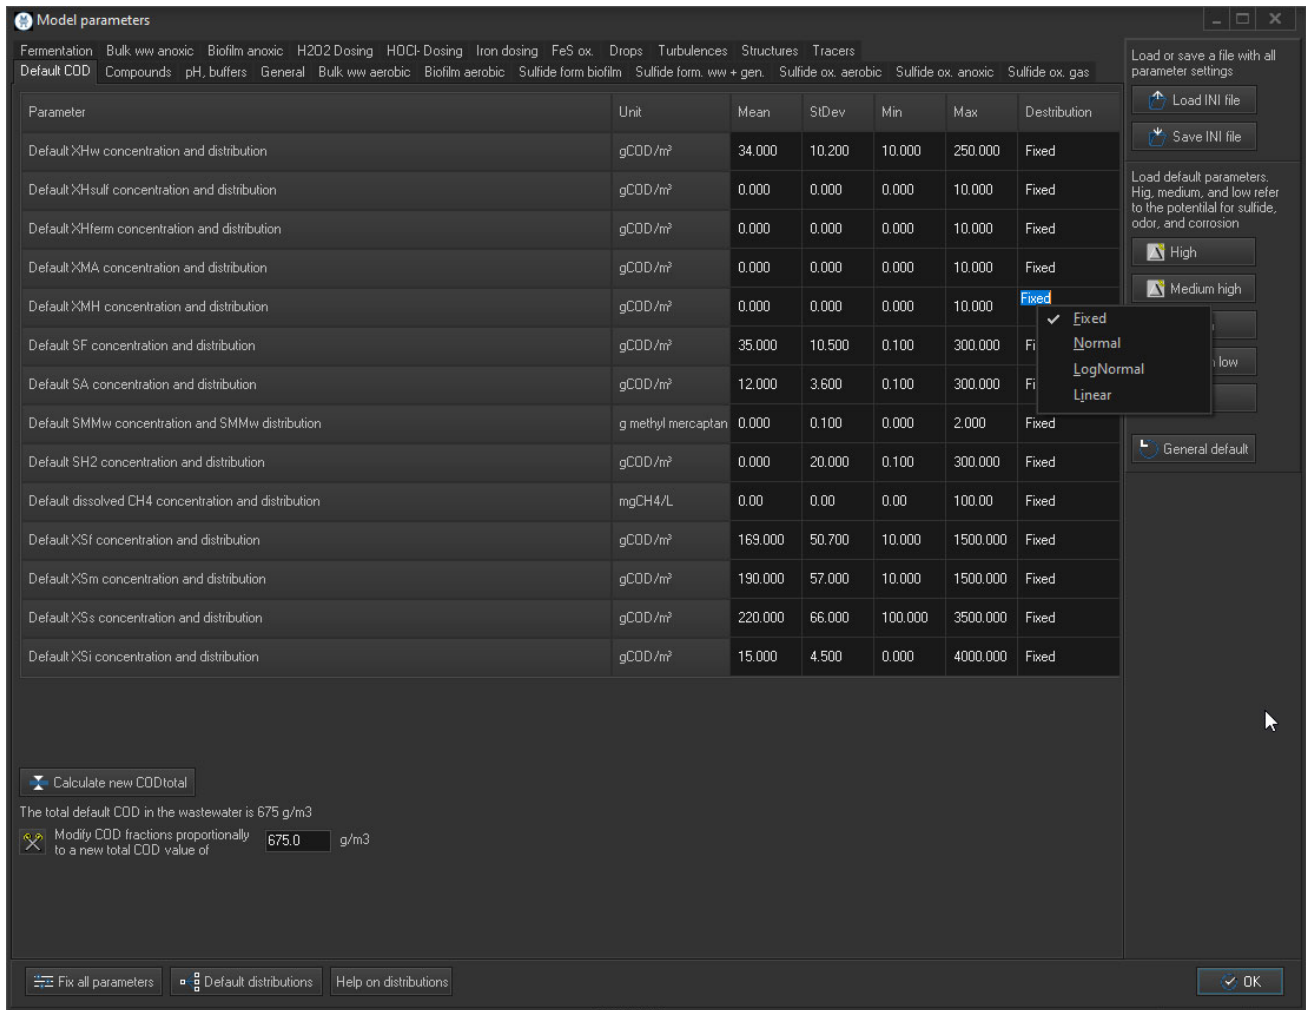 Model parameters
Fermentation Bulk ww anoxic Biofilm anoxic H2O2 Dosing HOCl- Dosing Iron dosing FeS ox. Drops Turbulences Structures Tracers
Default COD Compounds pH, buffers General Bulk ww aerobic Biofilm aerobic Sulfide form biofilm Sulfide form. ww + gen. Sulfide ox. aerobic Sulfide ox. anoxic Sulfide ox. gas
Parameter Unit Mean StDev Min Max Destribution
Default XHw concentration and distribution gCOD/m³ 34.000 10.200 10.000 250.000 Fixed
Default XHsulf concentration and distribution gCOD/m³ 0.000 0.000 0.000 10.000 Fixed
Default XHferm concentration and distribution gCOD/m³ 0.000 0.000 0.000 10.000 Fixed
Default XMA concentration and distribution gCOD/m³ 0.000 0.000 0.000 10.000 Fixed
Default XMH concentration and distribution gCOD/m³ 0.000 0.000 0.000 10.000 Fixed
Default SF concentration and distribution gCOD/m³ 35.000 10.500 0.100 300.000 Fi
Default SA concentration and distribution gCOD/m³ 12.000 3.600 0.100 300.000 Fi
Default SMMw concentration and SMMw distribution g methyl mercaptan 0.000 0.100 0.000 2.000 Fixed
Default SH2 concentration and distribution gCOD/m³ 0.000 20.000 0.100 300.000 Fixed
Default dissolved CH4 concentration and distribution mgCH4/L 0.00 0.00 0.00 100.00 Fixed
Default XSf concentration and distribution gCOD/m³ 169.000 50.700 10.000 1500.000 Fixed
Default XSm concentration and distribution gCOD/m³ 190.000 57.000 10.000 1500.000 Fixed
Default XSs concentration and distribution gCOD/m³ 220.000 66.000 100.000 3500.000 Fixed
Default XSi concentration and distribution gCOD/m³ 15.000 4.500 0.000 4000.000 Fixed
Fixed
Normal
LogNormal
Linear
Load or save a file with all
parameter settings
Load INI file
Save INI file
Load default parameters.
Hig, medium, and low refer
to the potentilal for sulfide,
odor, and corrosion
High
Medium high
low
General default
Calculate new CODtotal
The total default COD in the wastewater is 675 g/m3
Modify COD fractions proportionally
to a new total COD value of
675.0 g/m3
Fix all parameters Default distributions Help on distributions OK